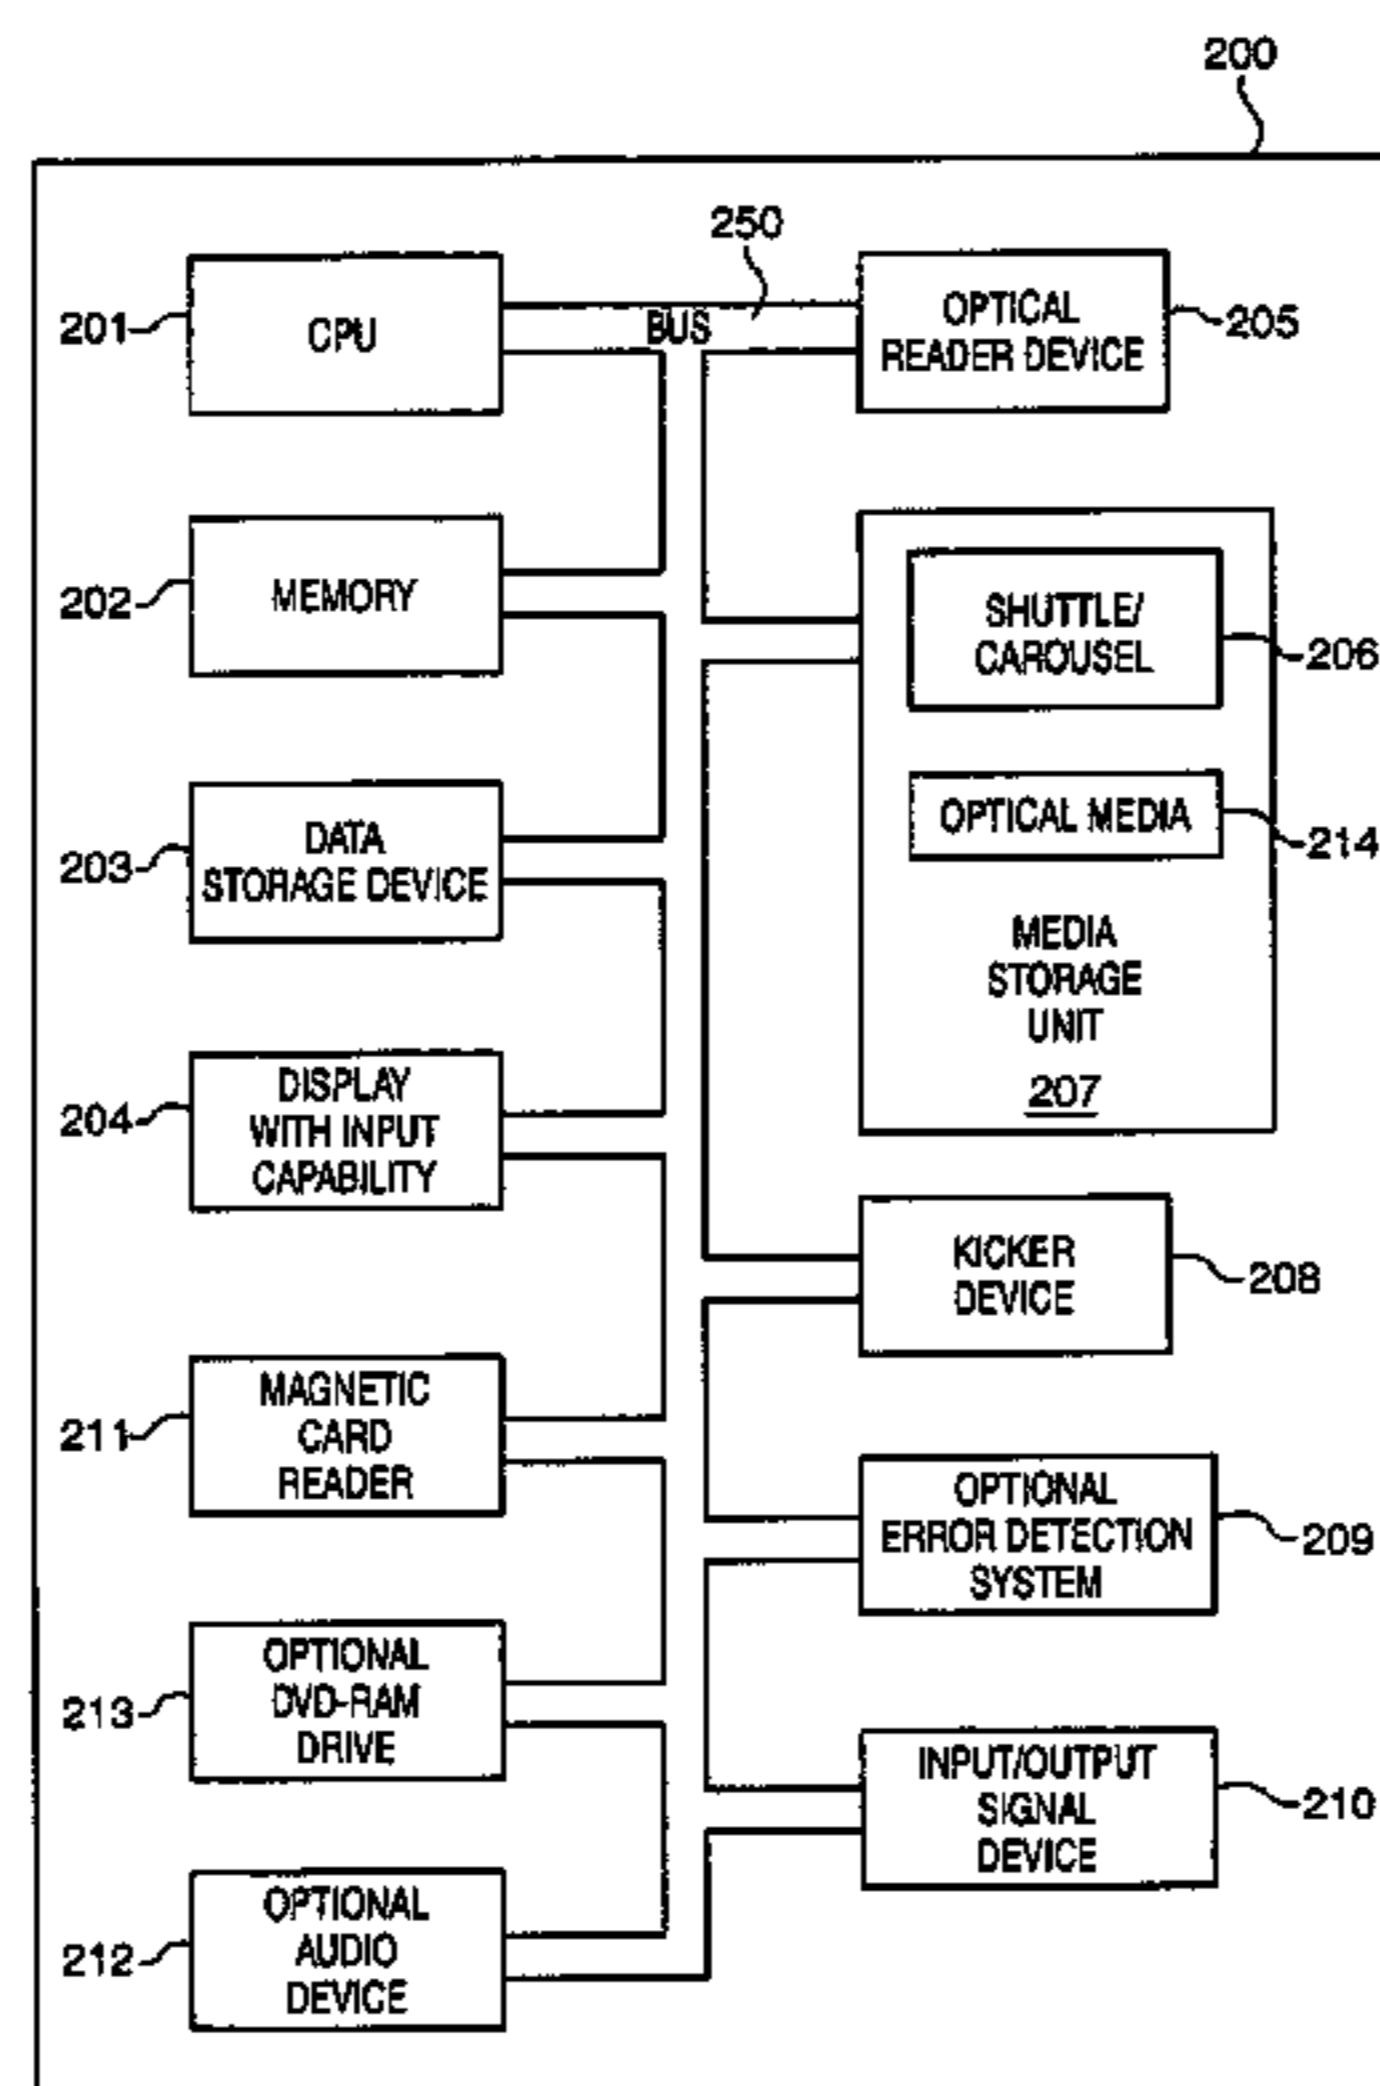 200
250
201
CPU
BUS
OPTICAL
READER DEVICE
205
202
MEMORY
SHUTTLE/
CAROUSEL
206
203
DATA
STORAGE DEVICE
OPTICAL MEDIA
214
MEDIA
STORAGE
UNIT
207
204
DISPLAY
WITH INPUT
CAPABILITY
KICKER
DEVICE
208
211
MAGNETIC
CARD
READER
OPTIONAL
ERROR DETECTION
SYSTEM
209
213
OPTIONAL
DVD-RAM
DRIVE
INPUT/OUTPUT
SIGNAL
DEVICE
210
212
OPTIONAL
AUDIO
DEVICE